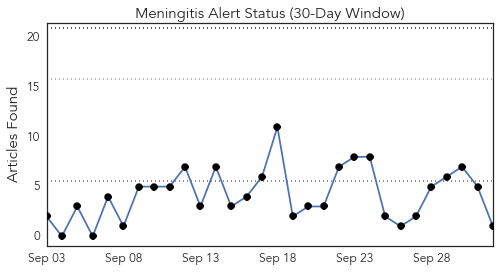 Meningitis Alert Status (30-Day Window)
20
15
10
5
0
Articles Found
Sep 03 Sep 08 Sep 13 Sep 18 Sep 23 Sep 28